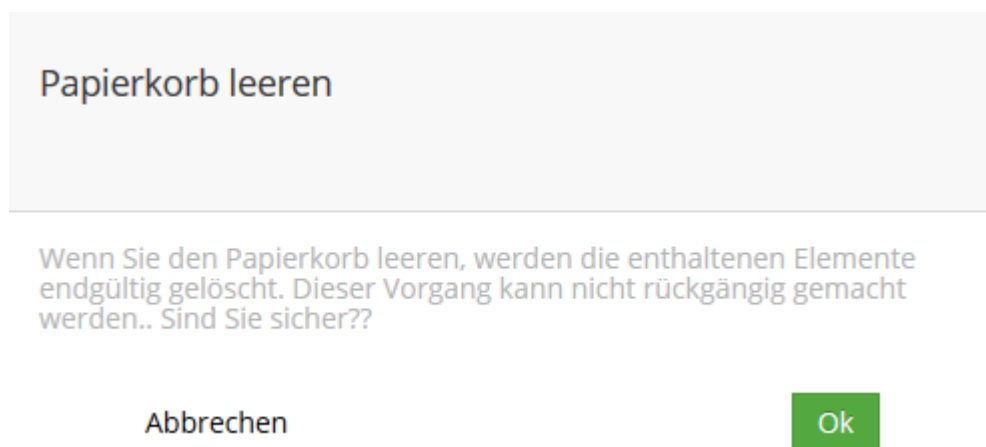 Papierkorb leeren
Wenn Sie den Papierkorb leeren, werden die enthaltenen Elemente
endgültig gelöscht. Dieser Vorgang kann nicht rückgängig gemacht
werden.. Sind Sie sicher??
Abbrechen
Ok